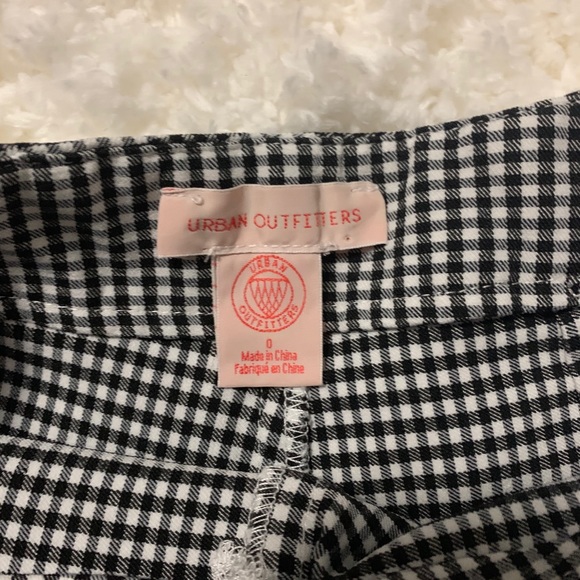 URBAN OUTFITTERS
URBAN
OUTFITTERS
0
Made in China
Fabriqué en Chine